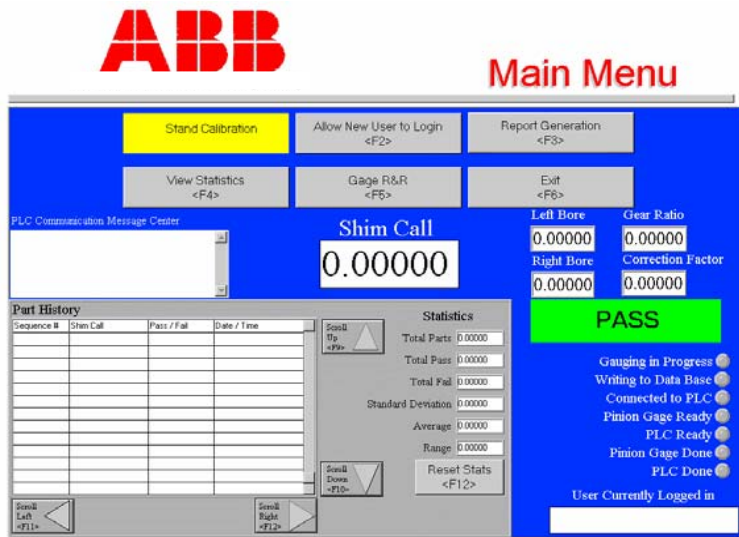 ABB
Main Menu
Stand Calibration
Allow New User to Login
<F2>
Report Generation
<F3>
View Statistics
<F4>
Gage R&R
<F5>
Exit
<F6>
PLC Communication Message Center
Shim Call
0.00000
Left Bore
Gear Ratio
0.00000
0.00000
Right Bore
Correction Factor
0.00000
0.00000
PASS
Part History
Sequence #
Shim Call
Pass / Fail
Date / Time
Scroll
Up
<F9>
Scroll
Down
<F10>
Scroll
Left
<F11>
Scroll
Right
<F12>
Statistics
Total Parts 0.00000
Total Pass 0.00000
Total Fail 0.00000
Standard Deviation 0.00000
Average 0.00000
Range 0.00000
Reset Stats
<F12>
Gauging in Progress
Writing to Data Base
Connected to PLC
Pinion Gage Ready
PLC Ready
Pinion Gage Done
PLC Done
User Currently Logged in